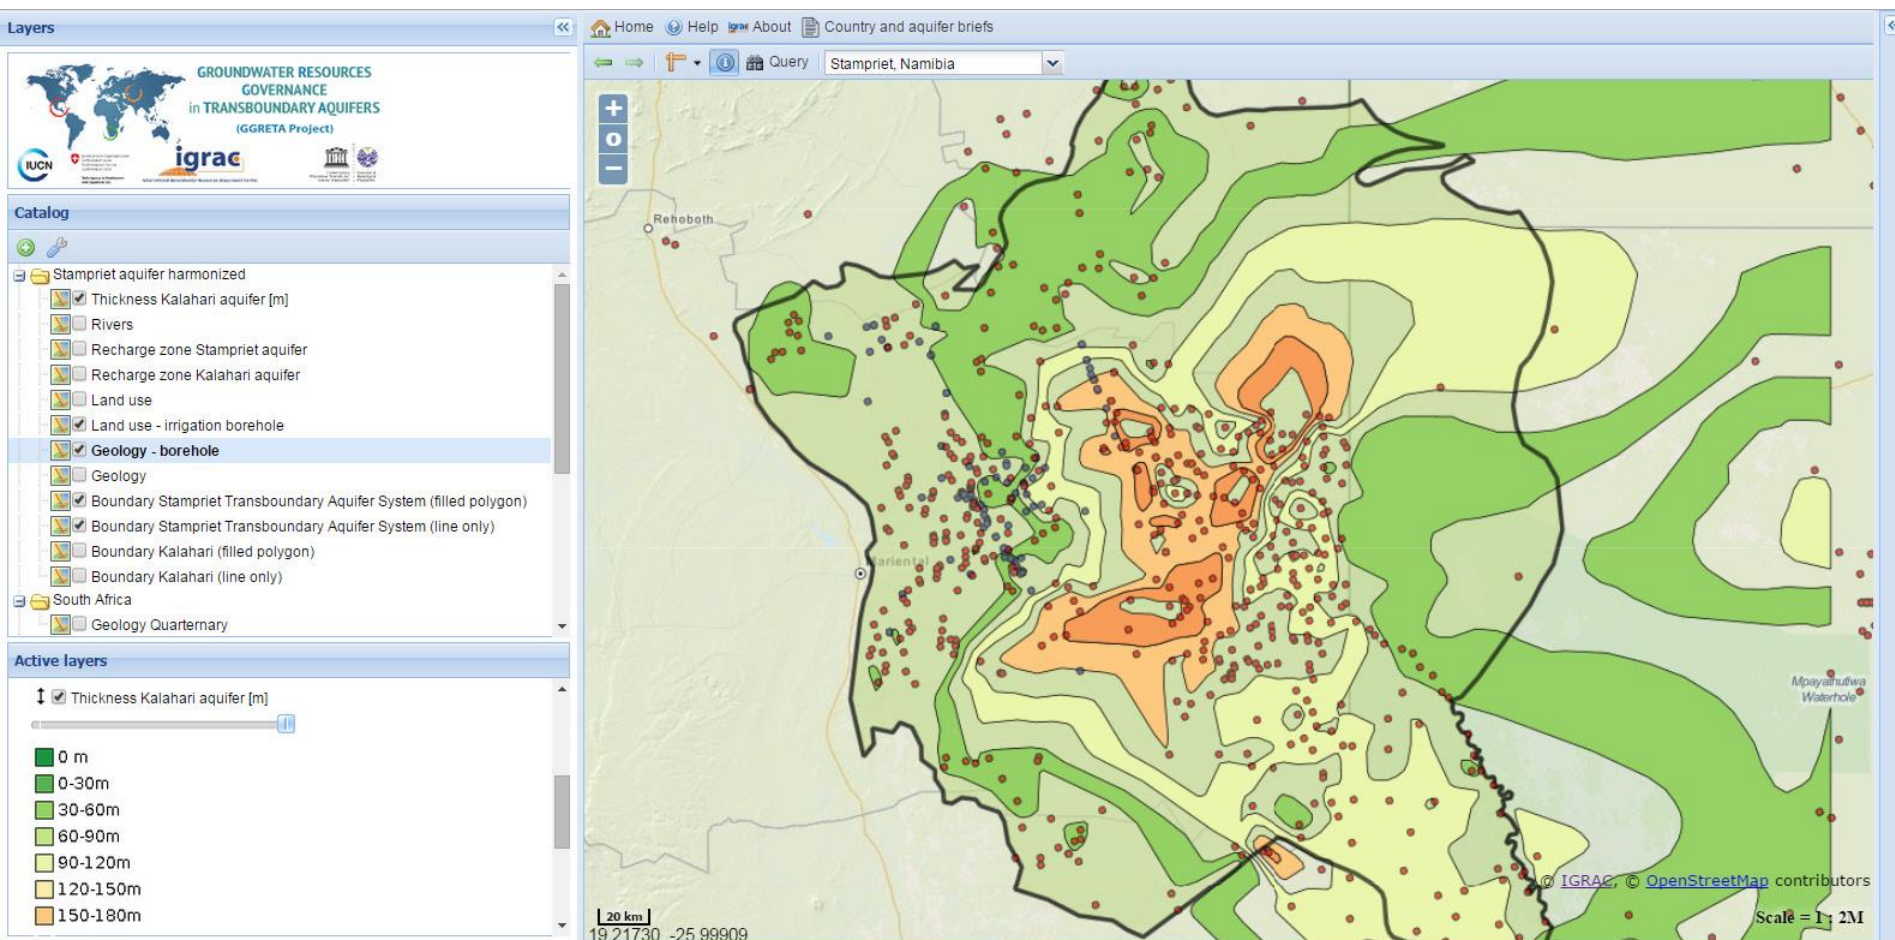 Layers
GROUNDWATER RESOURCES
GOVERNANCE
in TRANSBOUNDARY AQUIFERS
(GGRETA Project)
IUCN
igrac
Catalog
Stampriet aquifer harmonized
Thickness Kalahari aquifer [m]
Rivers
Recharge zone Stampriet aquifer
Recharge zone Kalahari aquifer
Land use
Land use - irrigation borehole
Geology - borehole
Geology
Boundary Stampriet Transboundary Aquifer System (filled polygon)
Boundary Stampriet Transboundary Aquifer System (line only)
Boundary Kalahari (filled polygon)
Boundary Kalahari (line only)
South Africa
Geology Quarternary
Active layers
Thickness Kalahari aquifer [m]
0 m
0-30m
30-60m
60-90m
90-120m
120-150m
150-180m
Home Help igrac About Country and aquifer briefs
Query Stampriet, Namibia
+
o
−
Rehoboth
Mariental
Mpayathutlwa
Waterhole
© IGRAC, © OpenStreetMap contributors
20 km
Scale = 1 : 2M
19.21730, -25.99909